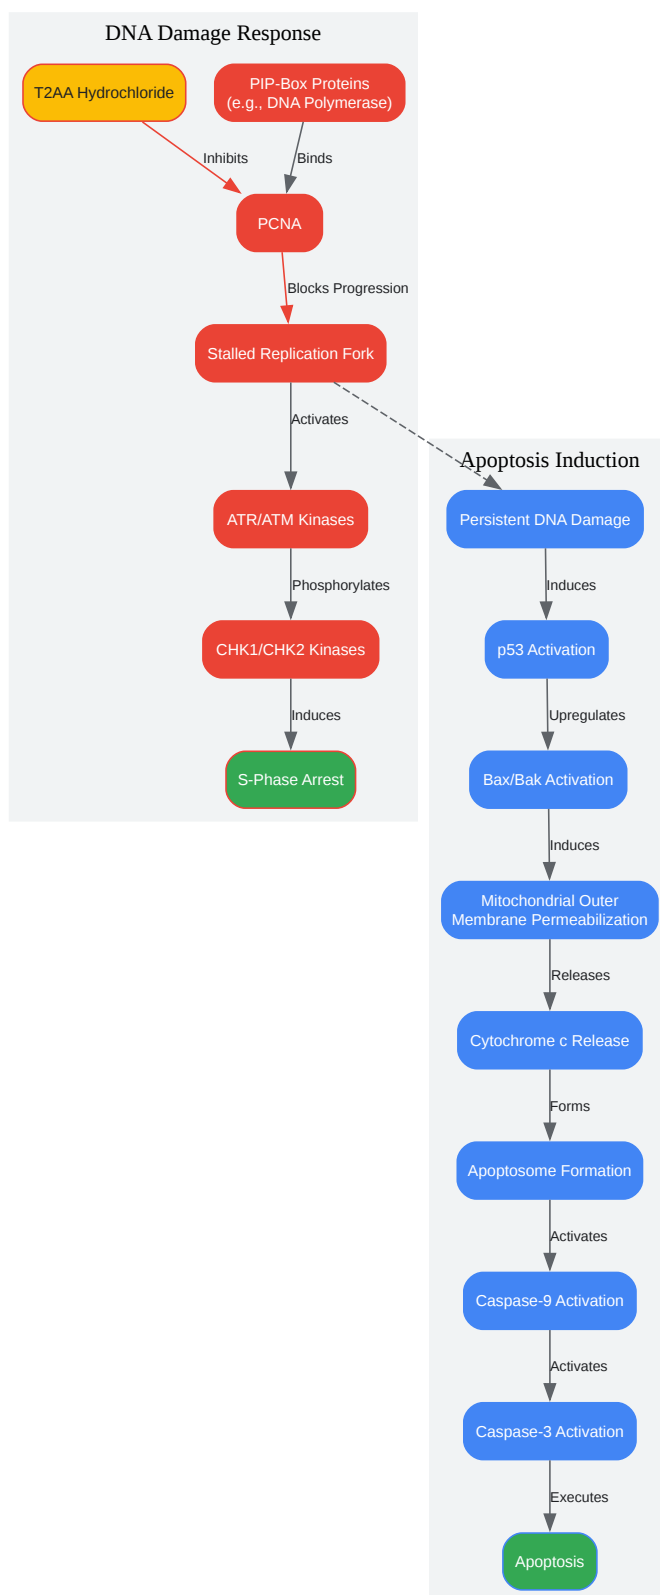 DNA Damage Response
T2AA Hydrochloride
PIP-Box Proteins
(e.g., DNA Polymerase)
Inhibits
Binds
PCNA
Blocks Progression
Stalled Replication Fork
Activates
ATR/ATM Kinases
Phosphorylates
CHK1/CHK2 Kinases
Induces
S-Phase Arrest
Apoptosis Induction
Persistent DNA Damage
Induces
p53 Activation
Upregulates
Bax/Bak Activation
Induces
Mitochondrial Outer
Membrane Permeabilization
Releases
Cytochrome c Release
Forms
Apoptosome Formation
Activates
Caspase-9 Activation
Activates
Caspase-3 Activation
Executes
Apoptosis